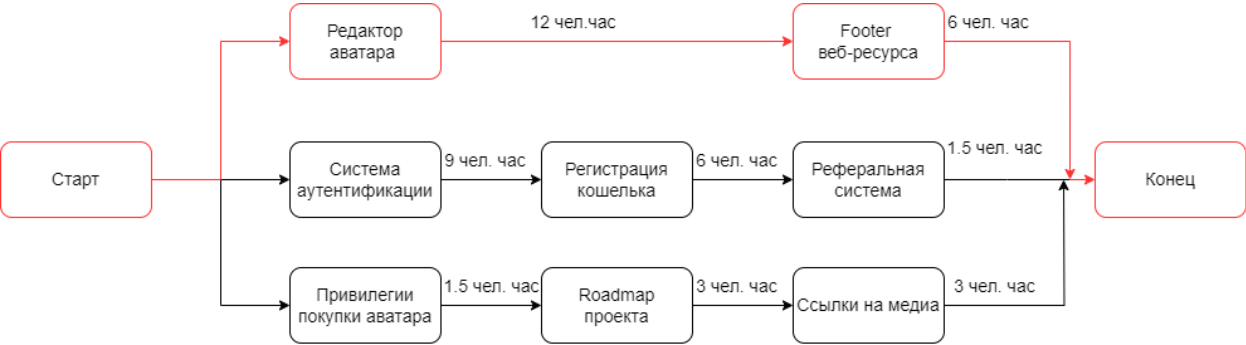 12 чел.час
6 чел. час
Редактор
аватара
Footer
веб-ресурса
Старт
Система
аутентификации
9 чел. час
Регистрация
кошелька
6 чел. час
Реферальная
система
1.5 чел. час
Конец
Привилегии
покупки аватара
1.5 чел. час
Roadmap
проекта
3 чел. час
Ссылки на медиа
3 чел. час